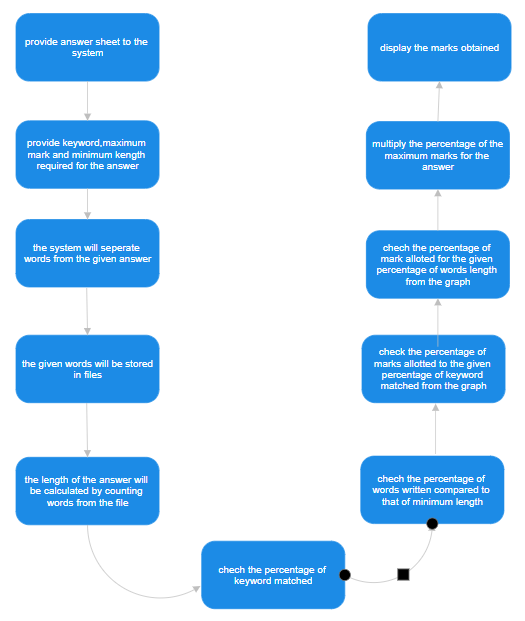 provide answer sheet to the
system
provide keyword,maximum
mark and minimum kength
required for the answer
the system will seperate
words from the given answer
the given words will be stored
in files
the length of the answer will
be calculated by counting
words from the file
chech the percentage of
keyword matched
chech the percentage of
words written compared to
that of minimum length
check the percentage of
marks allotted to the given
percentage of keyword
matched from the graph
chech the percentage of
mark alloted for the given
percentage of words length
from the graph
multiply the percentage of the
maximum marks for the
answer
display the marks obtained